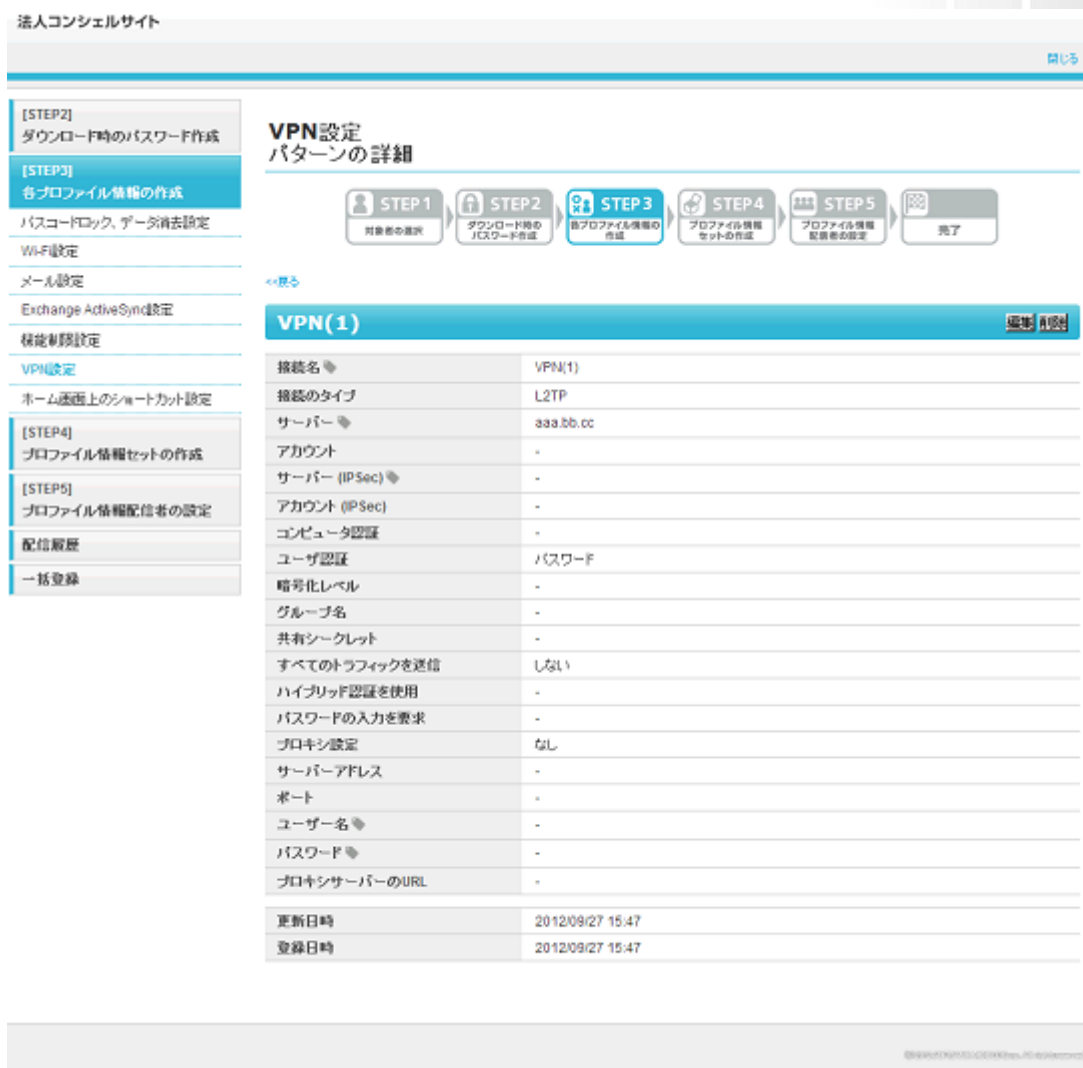 法人コンシェルサイト
閉じる
[STEP2]
ダウンロード時のパスワード作成
[STEP3]
各プロファイル情報の作成
パスコードロック、データ消去設定
Wi-Fi設定
メール設定
Exchange ActiveSync設定
機能制限設定
VPN設定
ホーム画面上のショートカット設定
[STEP4]
プロファイル情報セットの作成
[STEP5]
プロファイル情報配信者の設定
配信履歴
一括登録
VPN設定
パターンの詳細
STEP1
対象者の選択
STEP2
ダウンロード時の
パスワード作成
STEP3
各プロファイル情報の
作成
STEP4
プロファイル情報
セットの作成
STEP5
プロファイル情報
配信者の設定
完了
<<戻る
VPN(1) 編集 削除
接続名 VPN(1)
接続のタイプ L2TP
サーバー aaa.bb.cc
アカウント -
サーバー (IPSec) -
アカウント (IPSec) -
コンピュータ認証 -
ユーザ認証 パスワード
暗号化レベル -
グループ名 -
共有シークレット -
すべてのトラフィックを送信 しない
ハイブリッド認証を使用 -
パスワードの入力を要求 -
プロキシ設定 なし
サーバーアドレス -
ポート -
ユーザー名 -
パスワード -
プロキシサーバーのURL -
更新日時 2012/09/27 15:47
登録日時 2012/09/27 15:47